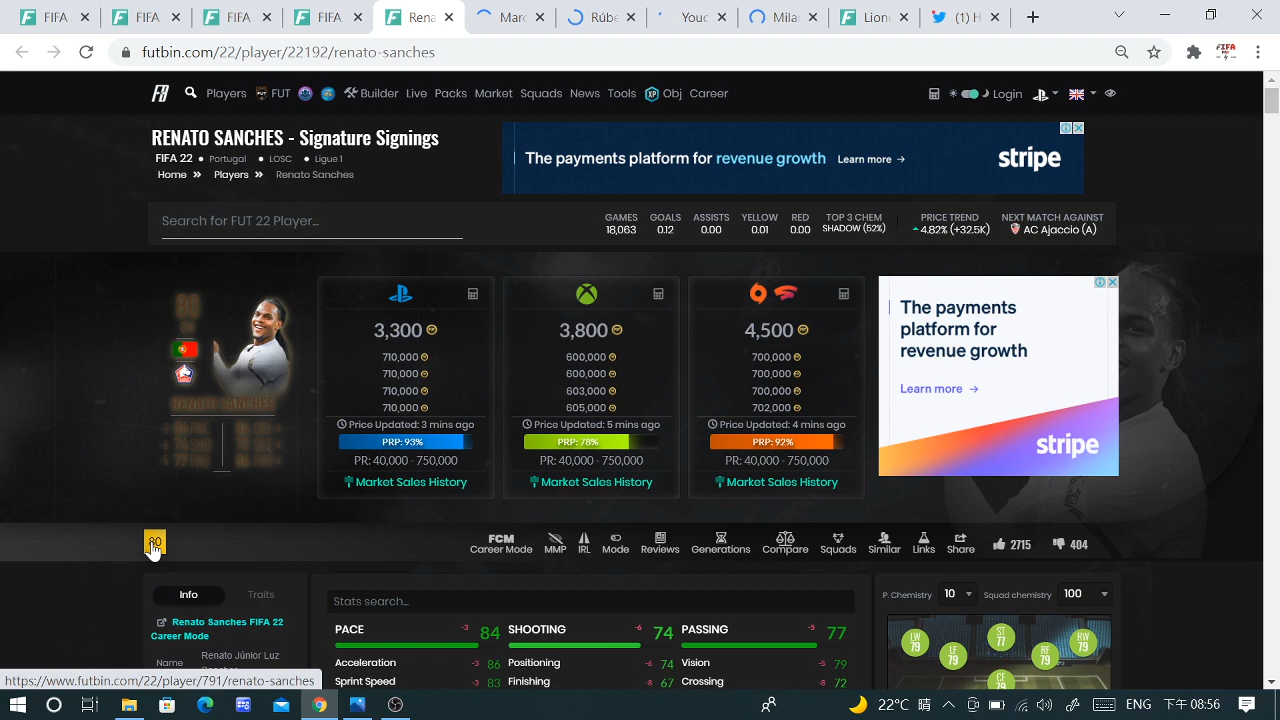 Marc
Rúbe
You
Mila
(1)
futbin.com/22/player/22192/renato-sanches
FIFA
Players FUT Builder Live Packs Market Squads News Tools XP Obj Career Login
RENATO SANCHES - Signature Signings
FIFA 22 Portugal LOSC Ligue 1
Home Players Renato Sanches
The payments platform for revenue growth Learn more → stripe
Search for FUT 22 Player...
GAMES GOALS ASSISTS YELLOW RED TOP 3 CHEM PRICE TREND NEXT MATCH AGAINST
18,063 0.12 0.00 0.01 0.00 SHADOW (52%) 4.82% (+32.5K) AC Ajaccio (A)
3,300
710,000
710,000
710,000
710,000
Price Updated: 3 mins ago
PRP: 93%
PR: 40,000 - 750,000
Market Sales History
3,800
600,000
600,000
603,000
605,000
Price Updated: 5 mins ago
PRP: 78%
PR: 40,000 - 750,000
Market Sales History
4,500
700,000
700,000
700,000
702,000
Price Updated: 4 mins ago
PRP: 92%
PR: 40,000 - 750,000
Market Sales History
The payments
platform for
revenue growth
Learn more →
stripe
80
FCM
Career Mode MMP IRL Mode Reviews Generations Compare Squads Similar Links Share 2715 404
Info Traits
Renato Sanches FIFA 22
Career Mode
Name Renato Júnior Luz
Sanches
Stats search...
PACE -3 84 SHOOTING -6 74 PASSING -5 77
Acceleration -3 86 Positioning -6 74 Vision -5 79
Sprint Speed -3 83 Finishing -8 67 Crossing -8 72
P. Chemistry 10 Squad chemistry 100
LW
79
LF
79
ST
77
RF
79
RW
79
CF
79
https://www.futbin.com/22/player/791/renato-sanches
22°C 晴 ENG 下午 08:56